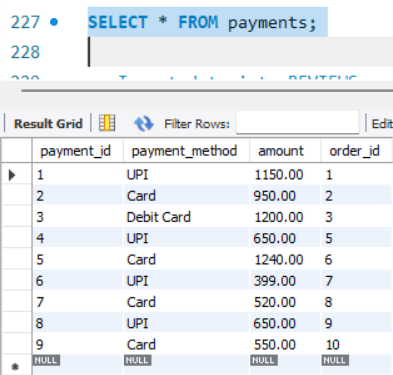 227 SELECT * FROM payments;
228
Result Grid Filter Rows: Edit
payment_id payment_method amount order_id
1 UPI 1150.00 1
2 Card 950.00 2
3 Debit Card 1200.00 3
4 UPI 650.00 5
5 Card 1240.00 6
6 UPI 399.00 7
7 Card 520.00 8
8 UPI 650.00 9
9 Card 550.00 10
NULL NULL NULL NULL